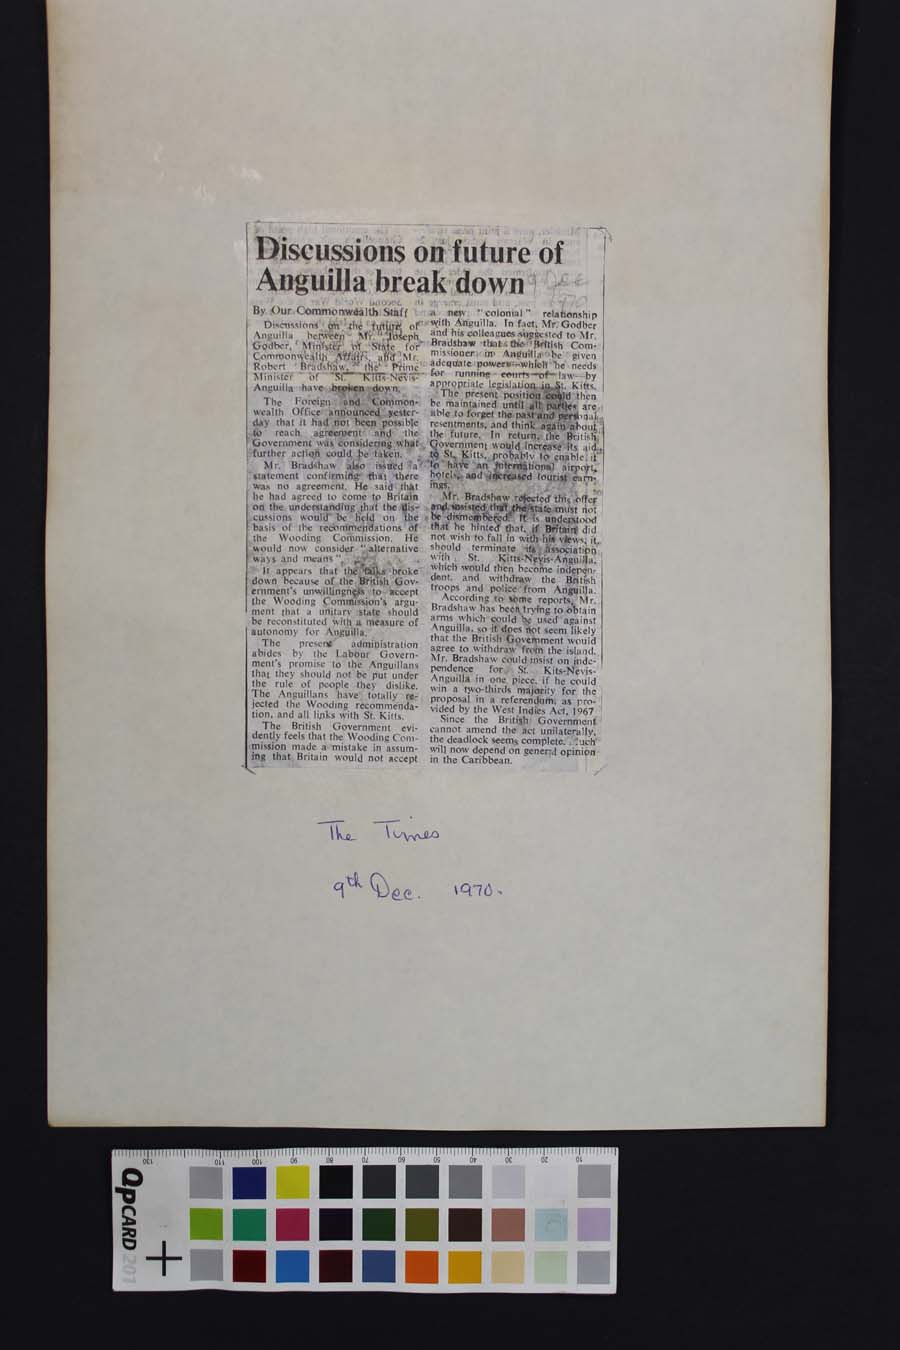 Discussions on future of
Anguilla break down
9 Dec
1970
By Our Commonwealth Staff
Discussions on the future of
Anguilla between Mr. Joseph
Godber, Minister of State for
Commonwealth Affairs, and Mr.
Robert Bradshaw, the Prime
Minister of St. Kitts-Nevis-
Anguilla have broken down.
The Foreign and Common-
wealth Office announced yester-
day that it had not been possible
to reach agreement and the
Government was considering what
further action could be taken.
Mr. Bradshaw also issued a
statement confirming that there
was no agreement. He said that
he had agreed to come to Britain
on the understanding that the dis-
cussions would be held on the
basis of the recommendations of
the Wooding Commission. He
would now consider "alternative
ways and means".
It appears that the talks broke
down because of the British Gov-
ernment's unwillingness to accept
the Wooding Commission's argu-
ment that a unitary state should
be reconstituted with a measure of
autonomy for Anguilla.
The present administration
abides by the Labour Govern-
ment's promise to the Anguillans
that they should not be put under
the rule of people they dislike.
The Anguillans have totally re-
jected the Wooding recommenda-
tion, and all links with St. Kitts.
The British Government evi-
dently feels that the Wooding Com-
mission made a mistake in assum-
ing that Britain would not accept
a new "colonial" relationship
with Anguilla. In fact, Mr. Godber
and his colleagues suggested to Mr.
Bradshaw that the British Com-
missioner in Anguilla be given
adequate powers—which he needs
for running courts of law—by
appropriate legislation in St. Kitts.
The present position could then
be maintained until all parties are
able to forget the past and personal
resentments, and think again about
the future. In return, the British
Government would increase its aid
to St. Kitts, probably to enable it
to have an international airport,
hotels, and increased tourist earn-
ings.
Mr. Bradshaw rejected this offer
and insisted that the state must not
be dismembered. It is understood
that he hinted that, if Britain did
not wish to fall in with his views, it
should terminate its association
with St. Kitts-Nevis-Anguilla,
which would then become indepen-
dent, and withdraw the British
troops and police from Anguilla.
According to some reports, Mr.
Bradshaw has been trying to obtain
arms which could be used against
Anguilla, so it does not seem likely
that the British Government would
agree to withdraw from the island.
Mr. Bradshaw could insist on inde-
pendence for St. Kits-Nevis-
Anguilla in one piece, if he could
win a two-thirds majority for the
proposal in a referendum, as pro-
vided by the West Indies Act, 1967
Since the British Government
cannot amend the act unilaterally,
the deadlock seems complete.
will now depend on general opinion
in the Caribbean.
The Times
9th Dec. 1970.
130 110 100 90 80 70 60 50 40 30 20 10
QPCARD 201